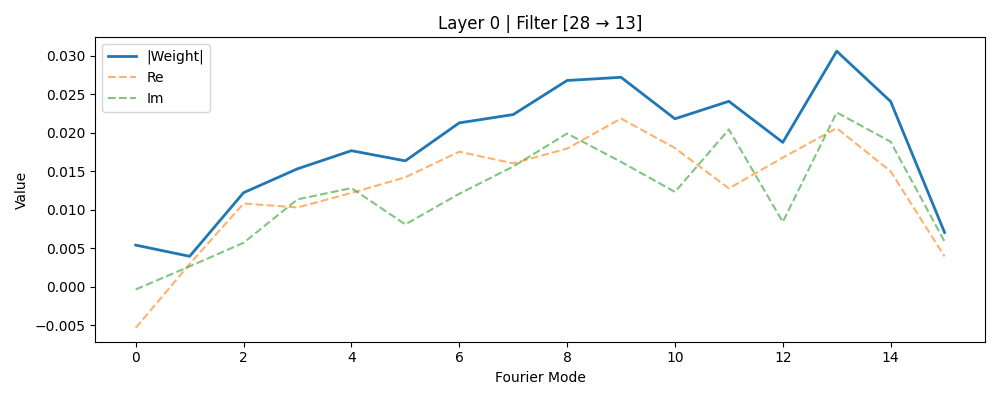 Layer 0 | Filter [28 → 13]
|Weight|
Re
Im
Value
0.030
0.025
0.020
0.015
0.010
0.005
0.000
−0.005
0 2 4 6 8 10 12 14
Fourier Mode